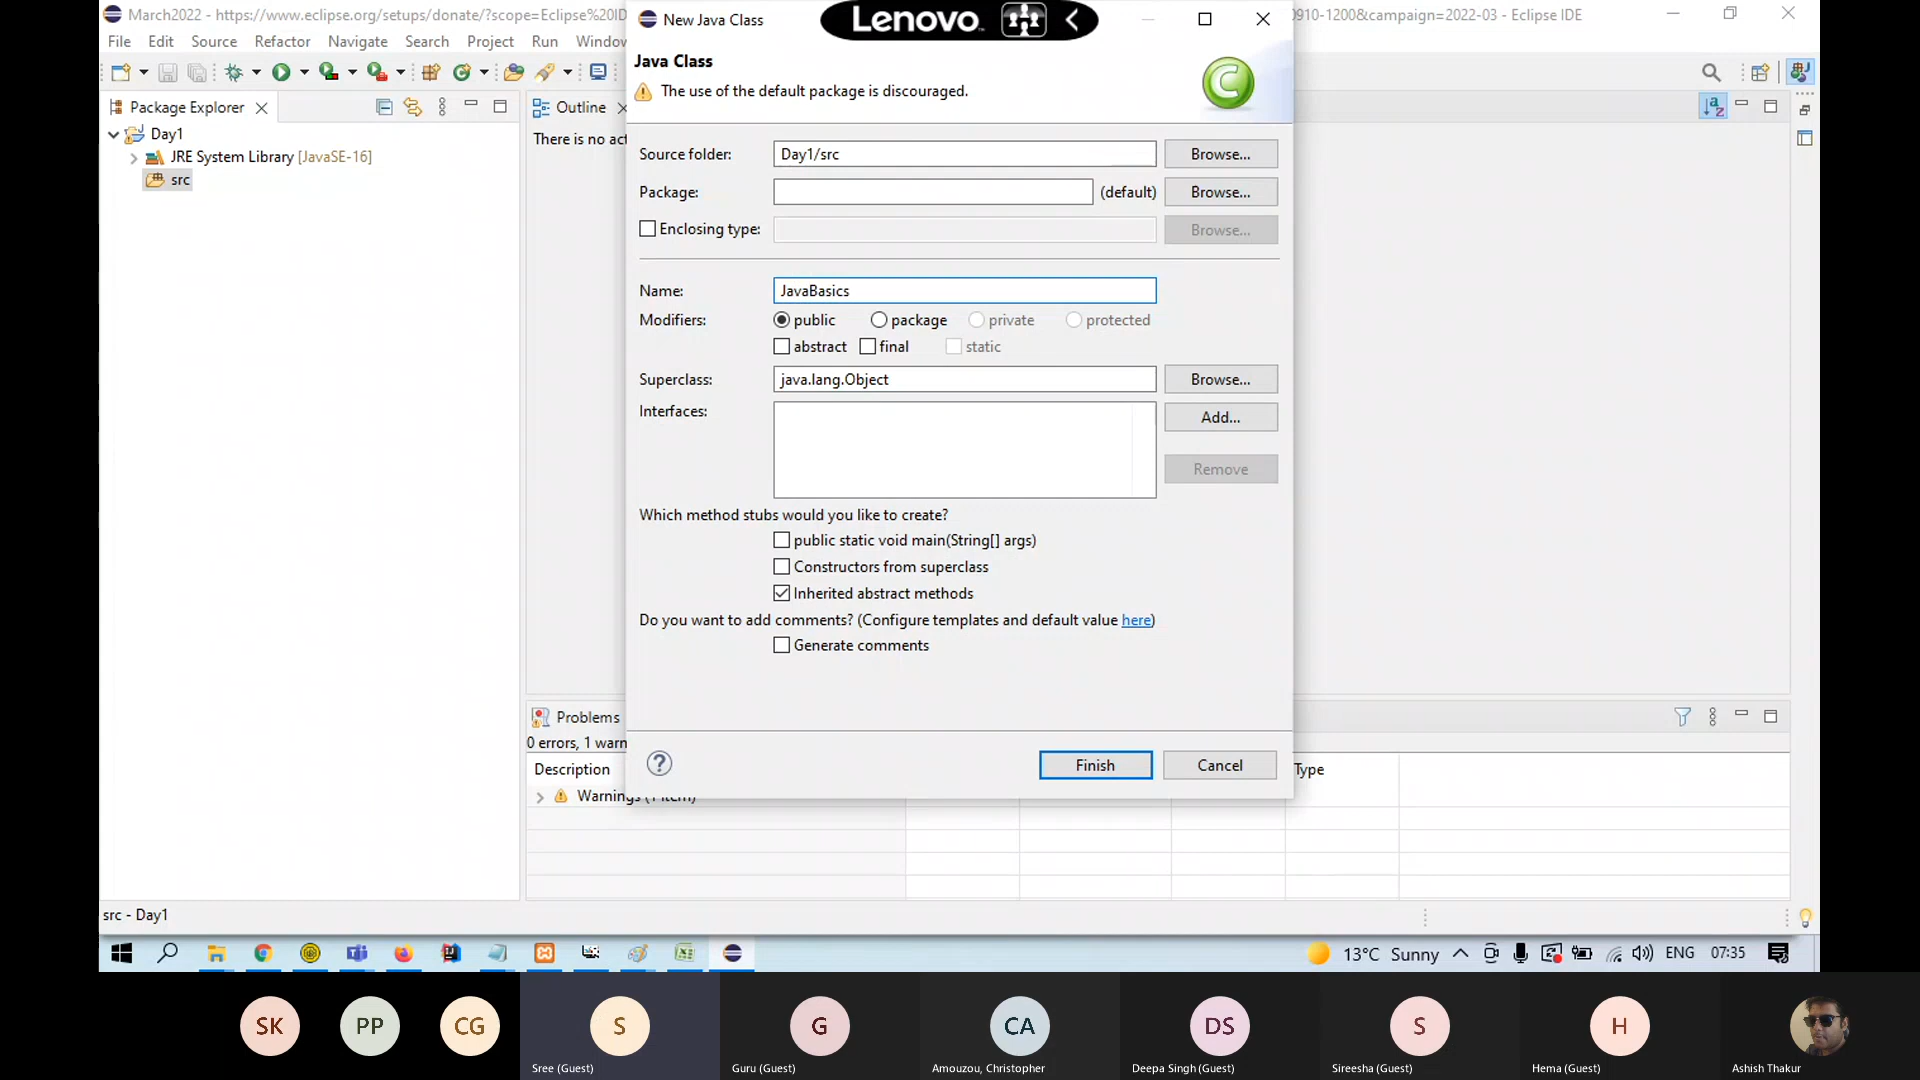 March2022 - https://www.eclipse.org/setups/donate/?scope=Eclipse%20ID
New Java Class
Lenovo
0910-1200&campaign=2022-03 - Eclipse IDE
File Edit Source Refactor Navigate Search Project Run Window
Java Class
The use of the default package is discouraged.
Package Explorer
Outline
Day1
JRE System Library [JavaSE-16]
src
There is no act
Source folder: Day1/src Browse...
Package: (default) Browse...
Enclosing type: Browse...
Name: JavaBasics
Modifiers: public package private protected
abstract final static
Superclass: java.lang.Object Browse...
Interfaces: Add...
Remove
Which method stubs would you like to create?
public static void main(String[] args)
Constructors from superclass
Inherited abstract methods
Do you want to add comments? (Configure templates and default value here)
Generate comments
Problems
0 errors, 1 warn
Description Type
Warnings (1 item)
Finish Cancel
src - Day1
13°C Sunny ENG 07:35
SK PP CG S G CA DS S H
Sree (Guest) Guru (Guest) Amouzou, Christopher Deepa Singh (Guest) Sireesha (Guest) Hema (Guest) Ashish Thakur